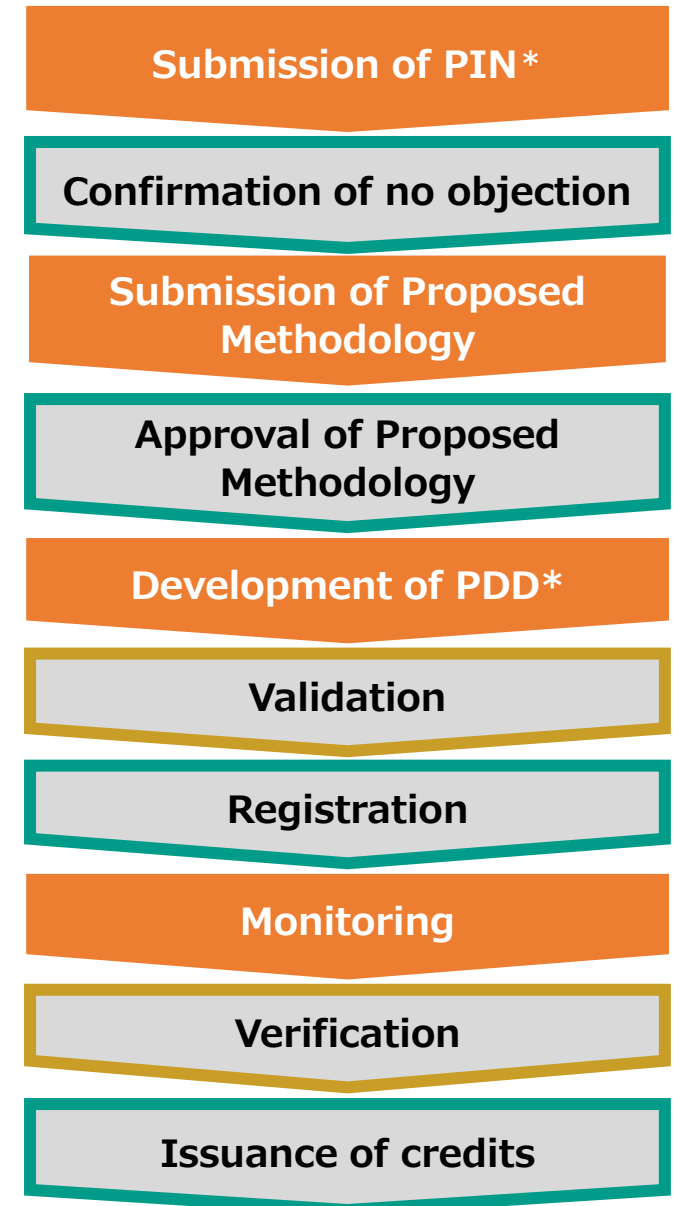 Submission of PIN*
Confirmation of no objection
Submission of Proposed
Methodology
Approval of Proposed
Methodology
Development of PDD*
Validation
Registration
Monitoring
Verification
Issuance of credits